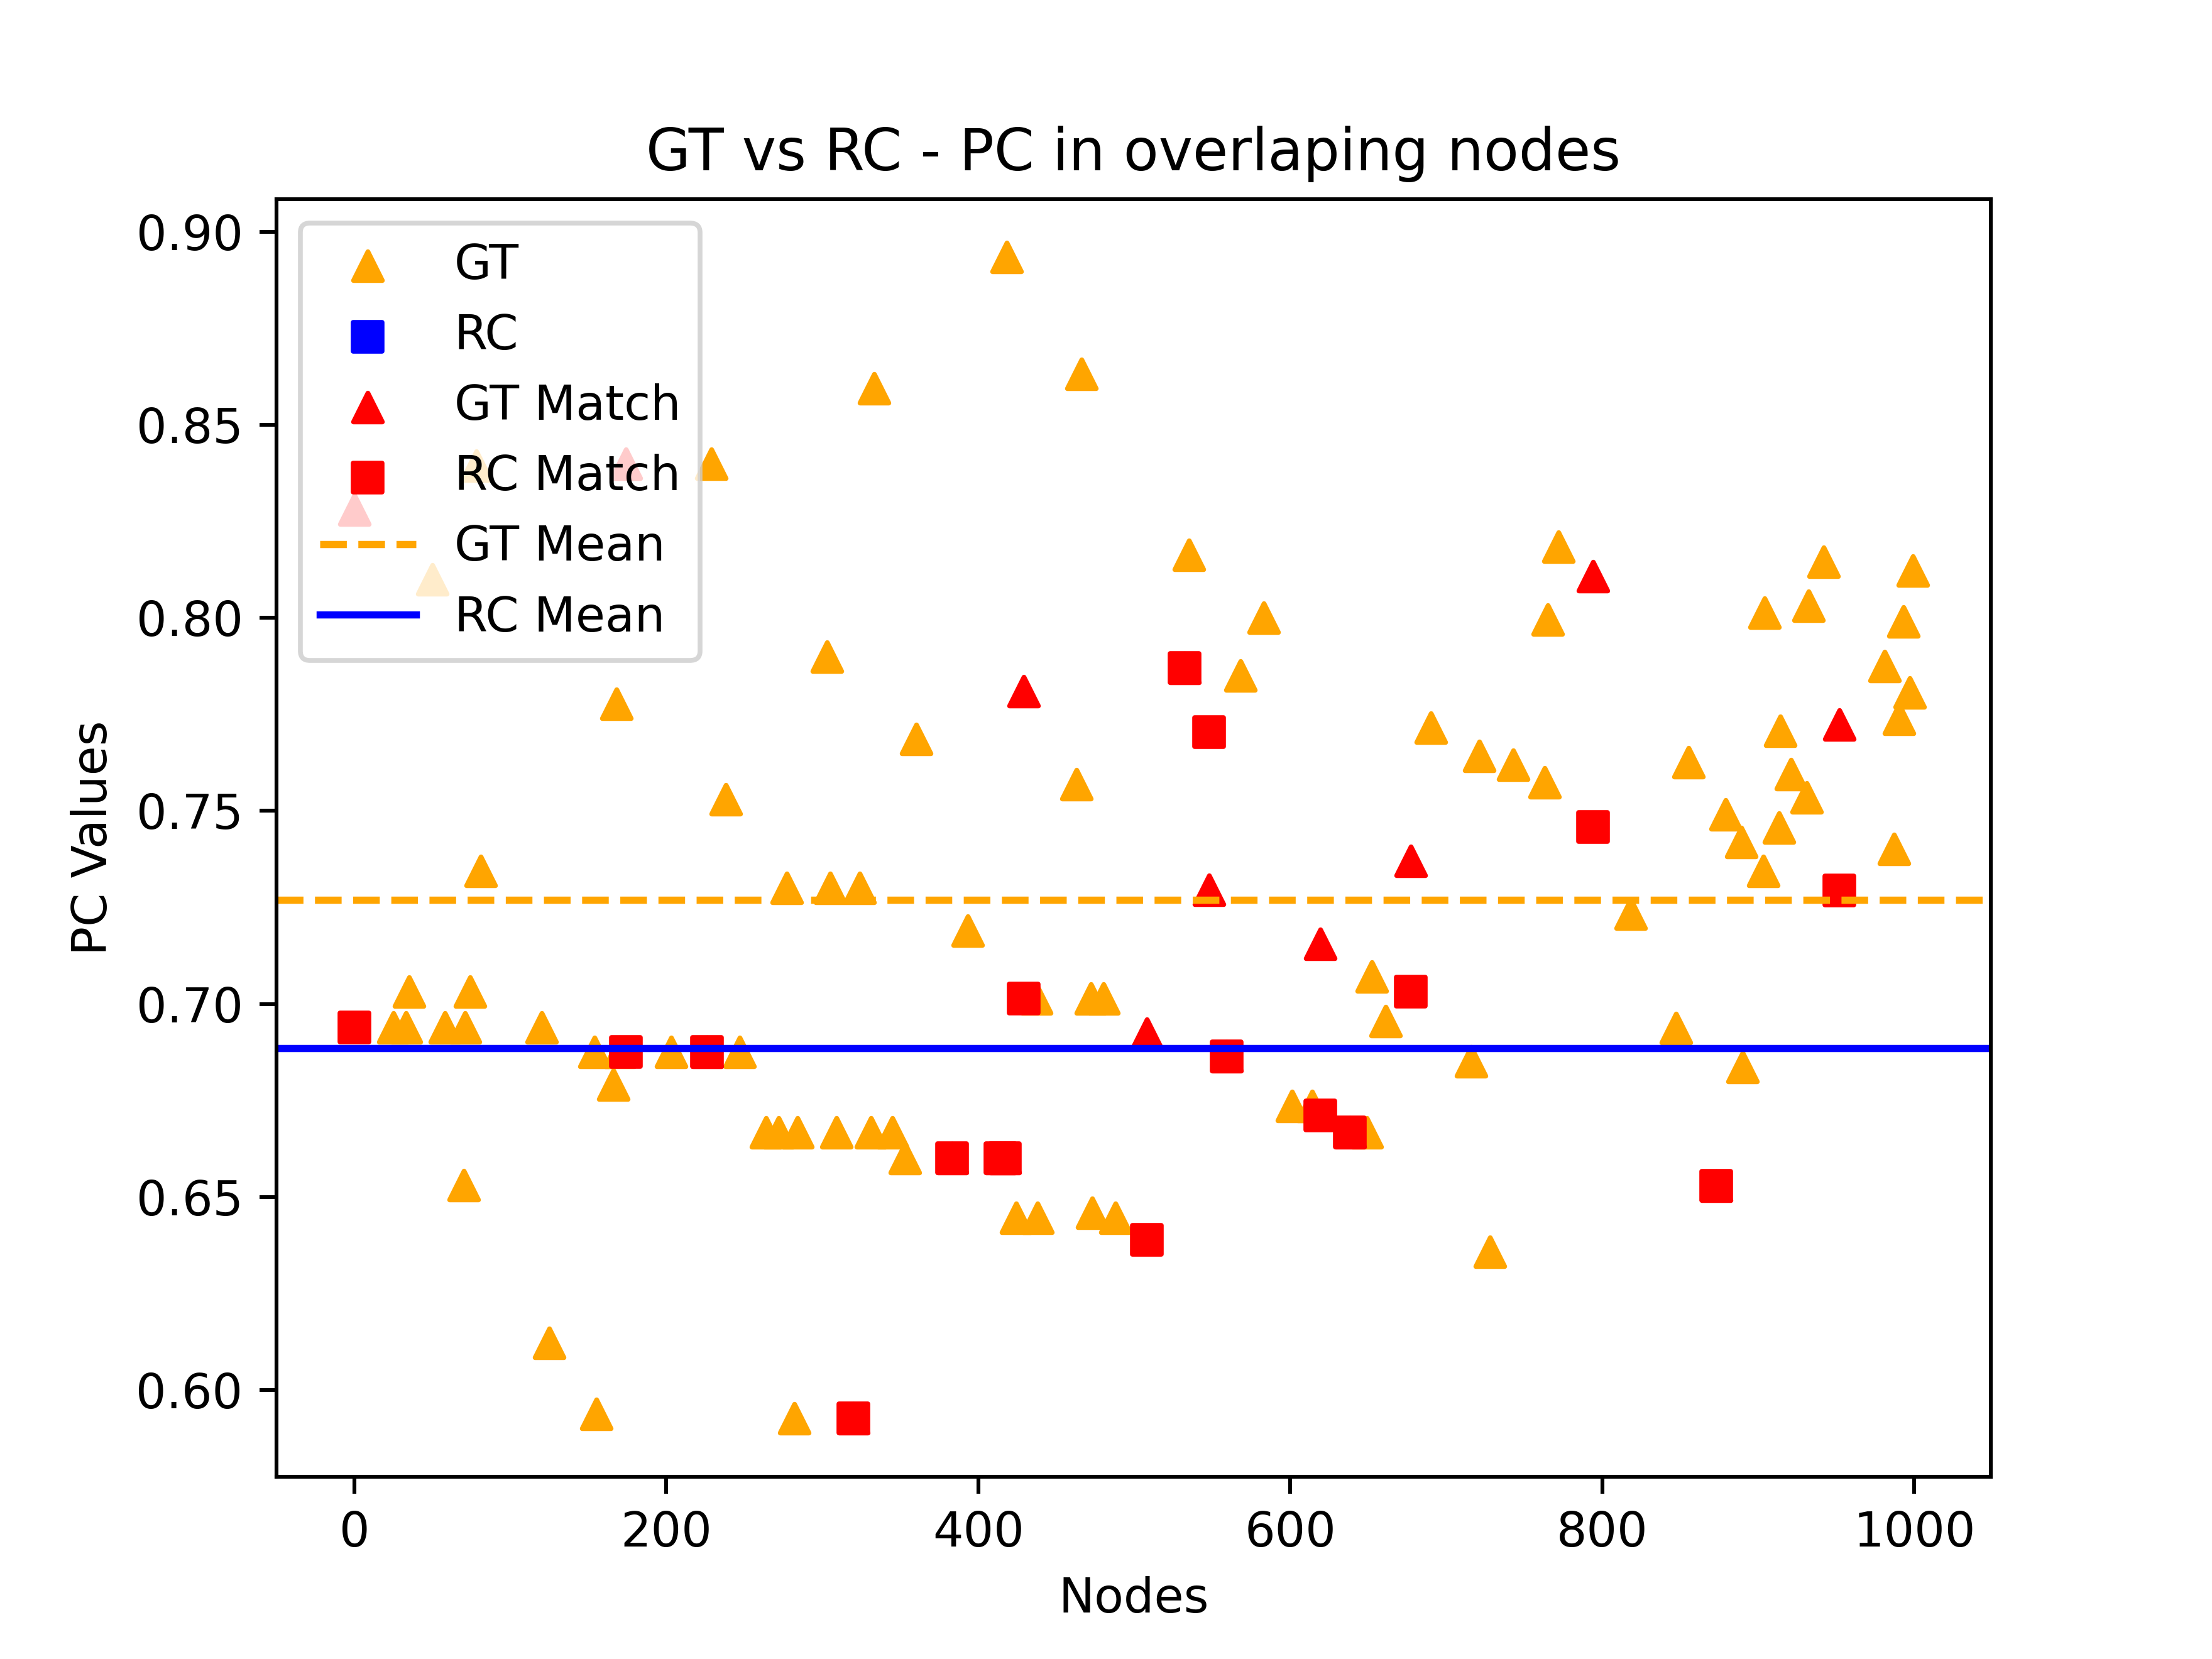 GT vs RC - PC in overlaping nodes
0.90
0.85
0.80
0.75
0.70
0.65
0.60
PC Values
GT
RC
GT Match
RC Match
GT Mean
RC Mean
0 200 400 600 800 1000
Nodes